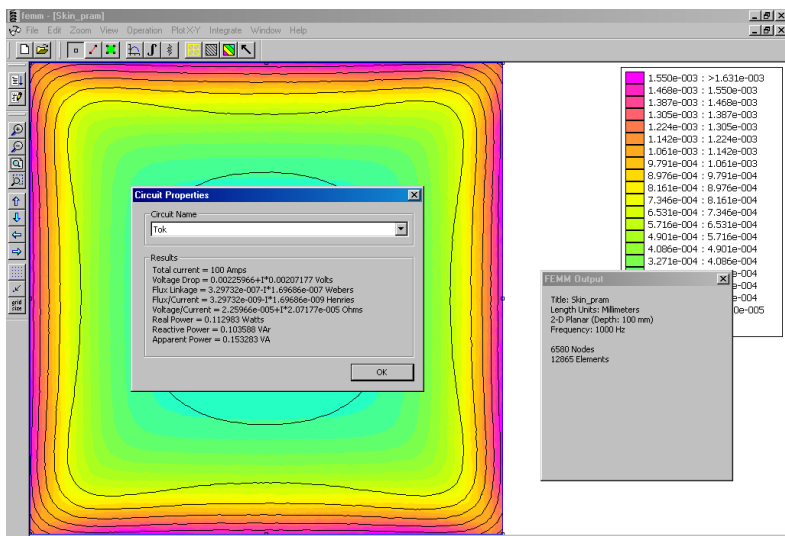 femm - [Skin_pram]
File Edit Zoom View Operation Plot X-Y Integrate Window Help
1.550e-003 : >1.631e-003
1.468e-003 : 1.550e-003
1.387e-003 : 1.468e-003
1.305e-003 : 1.387e-003
1.224e-003 : 1.305e-003
1.142e-003 : 1.224e-003
1.061e-003 : 1.142e-003
9.791e-004 : 1.061e-003
8.976e-004 : 9.791e-004
8.161e-004 : 8.976e-004
7.346e-004 : 8.161e-004
6.531e-004 : 7.346e-004
5.716e-004 : 6.531e-004
4.901e-004 : 5.716e-004
4.086e-004 : 4.901e-004
3.271e-004 : 4.086e-004
e-004
e-004
e-004
0e-005
Circuit Properties
Circuit Name
Tok
Results
Total current = 100 Amps
Voltage Drop = 0.00225966+I*0.00207177 Volts
Flux Linkage = 3.29732e-007-I*1.69686e-007 Webers
Flux/Current = 3.29732e-009-I*1.69686e-009 Henries
Voltage/Current = 2.25966e-005+I*2.07177e-005 Ohms
Real Power = 0.112983 Watts
Reactive Power = 0.103588 VAr
Apparent Power = 0.153283 VA
OK
FEMM Output
Title: Skin_pram
Length Units: Millimeters
2-D Planar (Depth: 100 mm)
Frequency: 1000 Hz
6580 Nodes
12865 Elements
grid
size